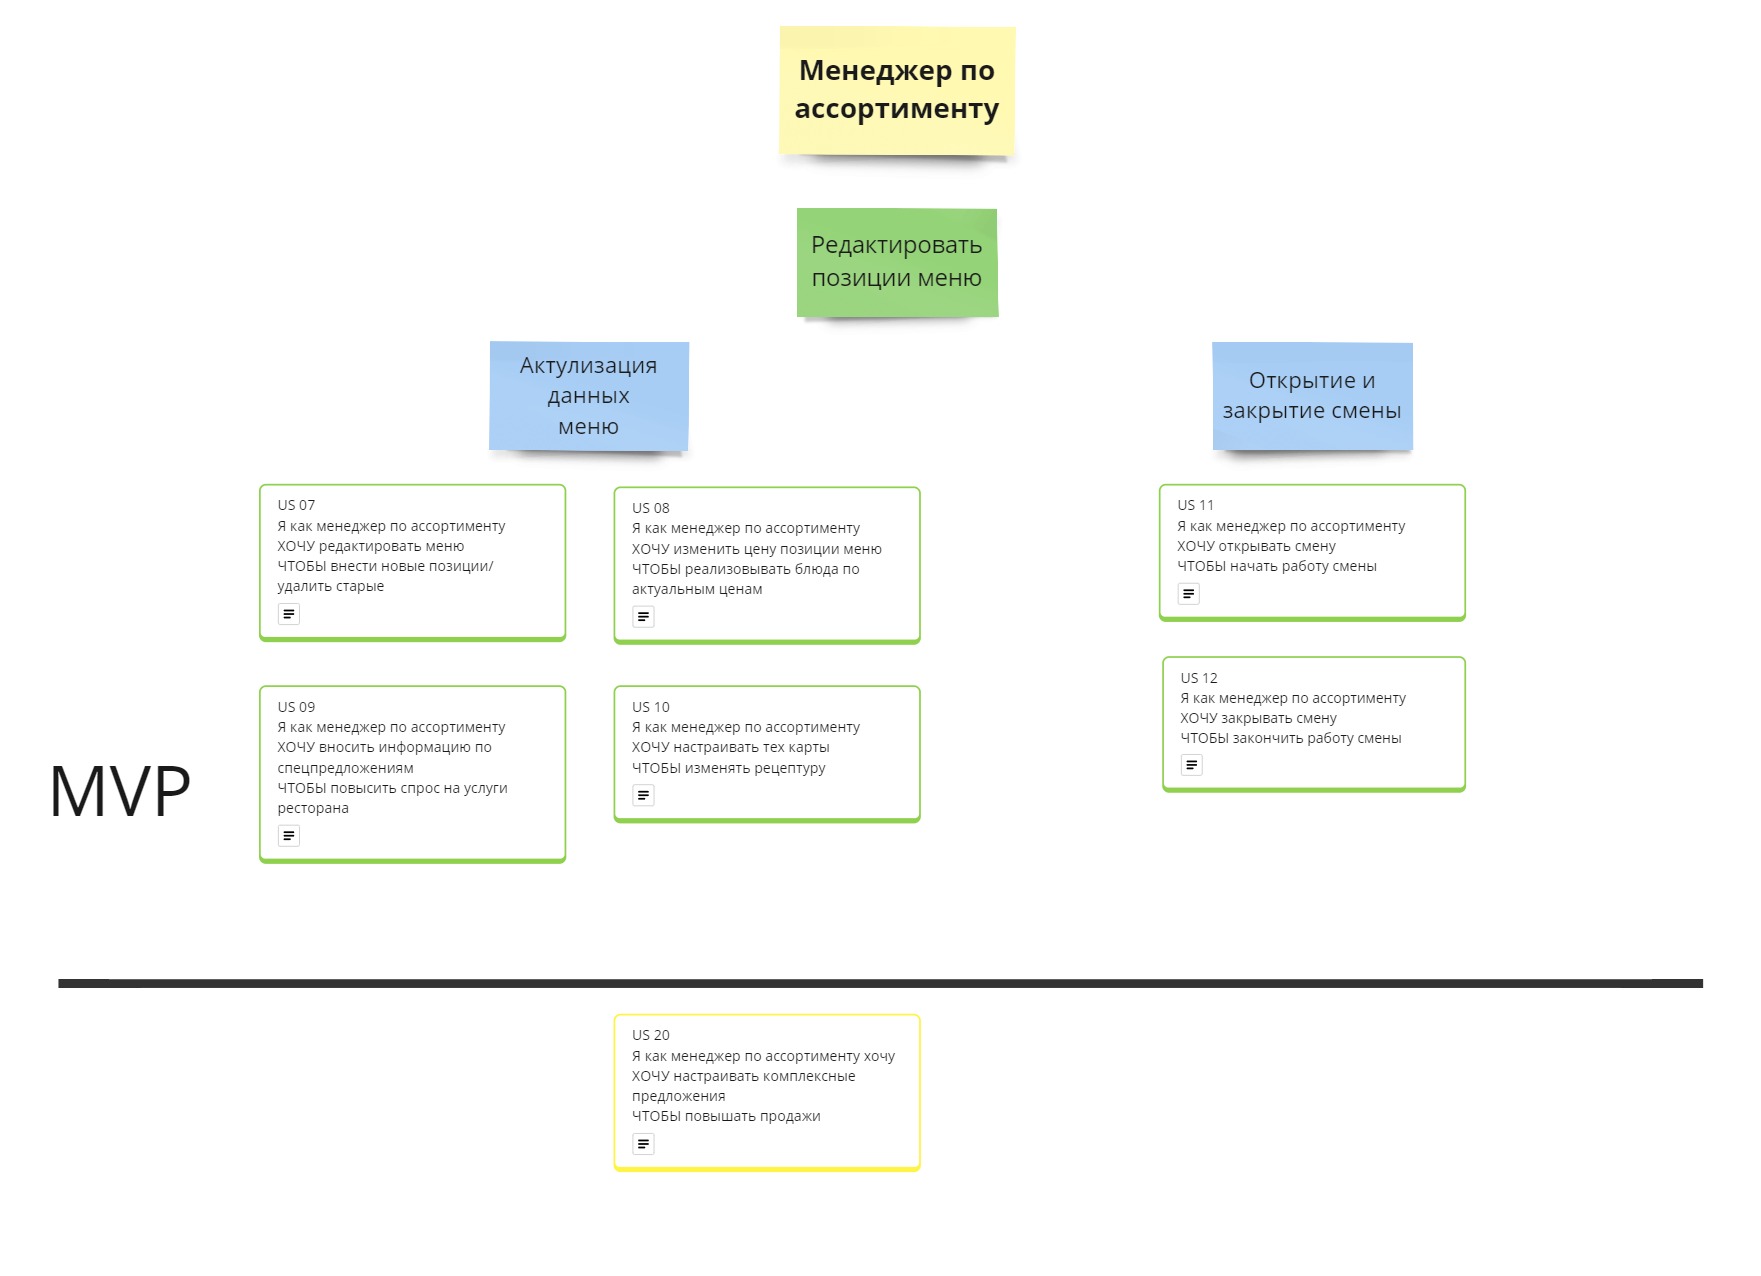 Менеджер по
ассортименту
Редактировать
позиции меню
Актулизация
данных
меню
Открытие и
закрытие смены
US 07
Я как менеджер по ассортименту
ХОЧУ редактировать меню
ЧТОБЫ внести новые позиции/
удалить старые
US 08
Я как менеджер по ассортименту
ХОЧУ изменить цену позиции меню
ЧТОБЫ реализовывать блюда по
актуальным ценам
US 11
Я как менеджер по ассортименту
ХОЧУ открывать смену
ЧТОБЫ начать работу смены
US 09
Я как менеджер по ассортименту
ХОЧУ вносить информацию по
спецпредложениям
ЧТОБЫ повысить спрос на услуги
ресторана
US 10
Я как менеджер по ассортименту
ХОЧУ настраивать тех карты
ЧТОБЫ изменять рецептуру
US 12
Я как менеджер по ассортименту
ХОЧУ закрывать смену
ЧТОБЫ закончить работу смены
MVP
US 20
Я как менеджер по ассортименту хочу
ХОЧУ настраивать комплексные
предложения
ЧТОБЫ повышать продажи